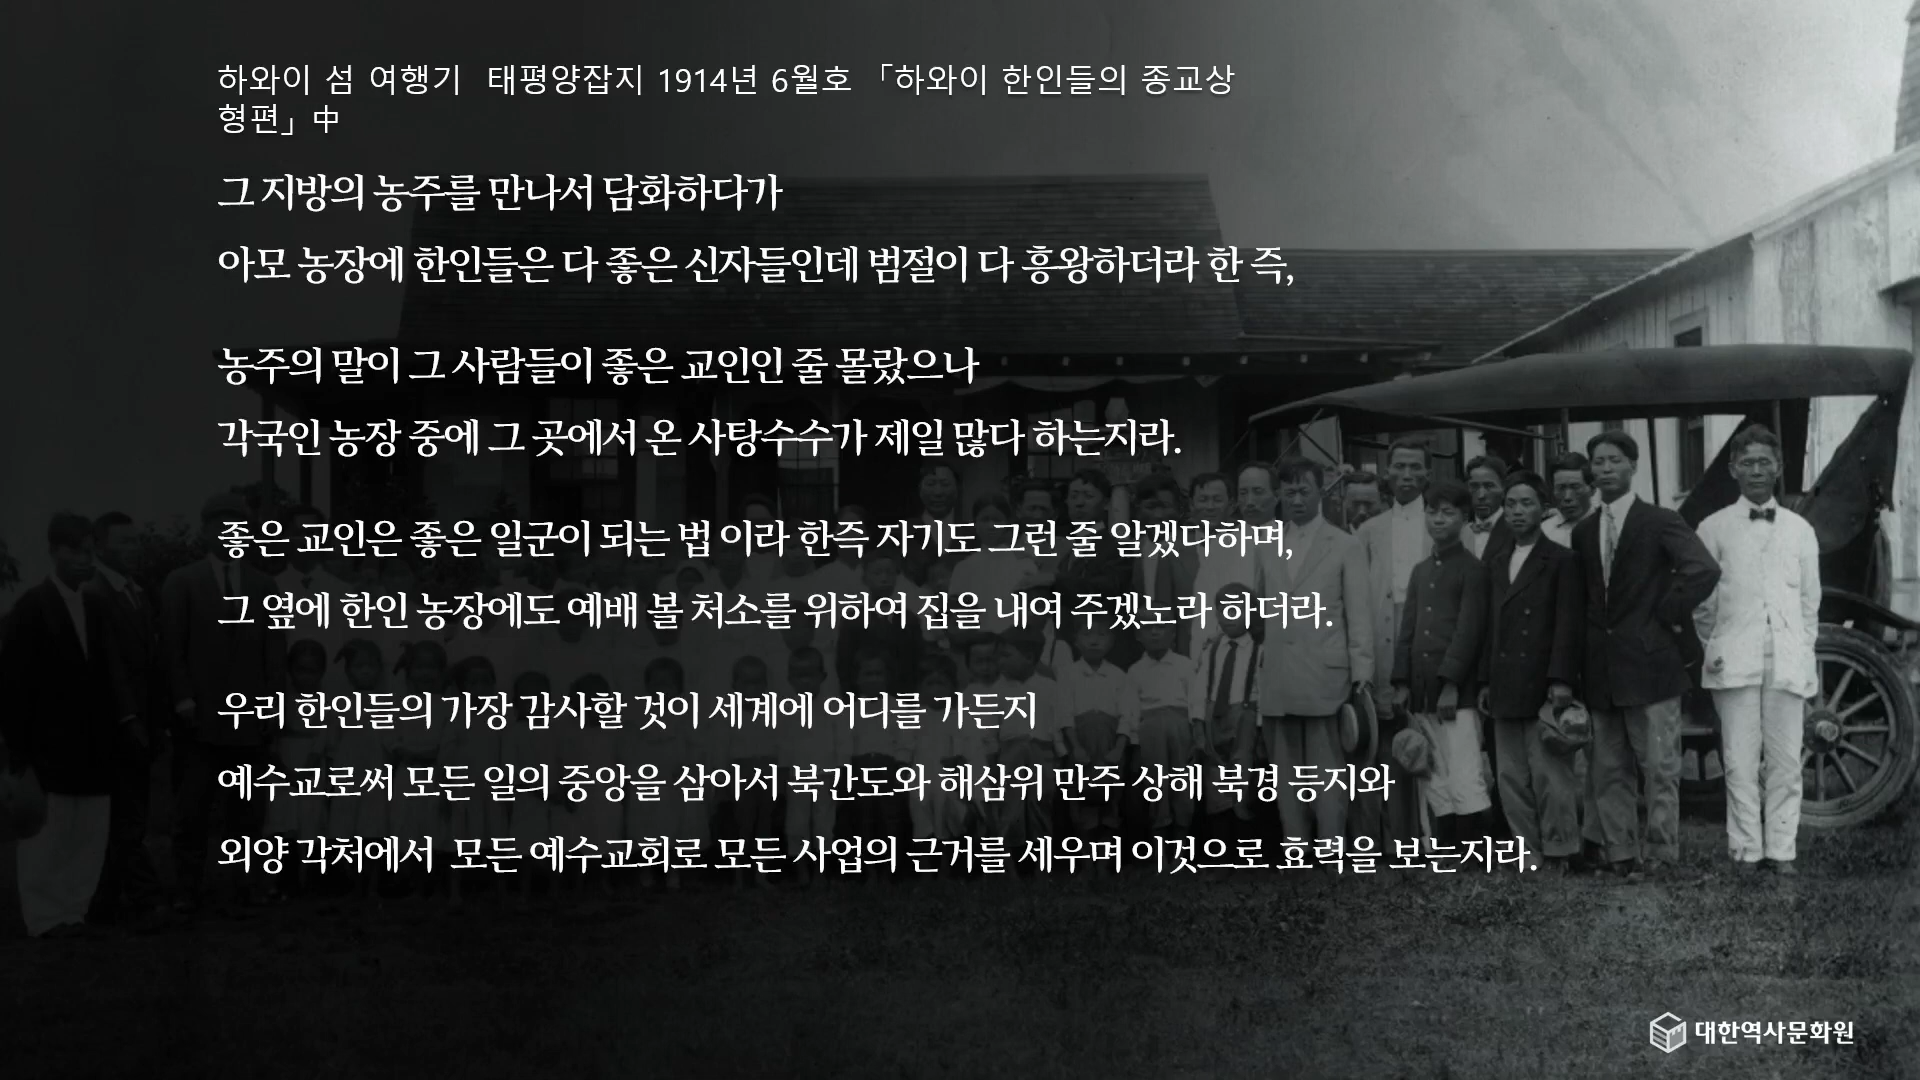 하와이 섬 여행기 태평양잡지 1914년 6월호 「하와이 한인들의 종교상
형편」中
그 지방의 농주를 만나서 담화하다가
아모 농장에 한인들은 다 좋은 신자들인데 범절이 다 흥왕하더라 한 즉,
농주의 말이 그 사람들이 좋은 교인인 줄 몰랐으나
각국인 농장 중에 그 곳에서 온 사탕수수가 제일 많다 하는지라.
좋은 교인은 좋은 일군이 되는 법 이라 한즉 자기도 그런 줄 알겠다하며,
그 옆에 한인 농장에도 예배 볼 처소를 위하여 집을 내여 주겠노라 하더라.
우리 한인들의 가장 감사할 것이 세계에 어디를 가든지
예수교로써 모든 일의 중앙을 삼아서 북간도와 해삼위 만주 상해 북경 등지와
외양 각처에서 모든 예수교회로 모든 사업의 근거를 세우며 이것으로 효력을 보는지라.
대한역사문화원